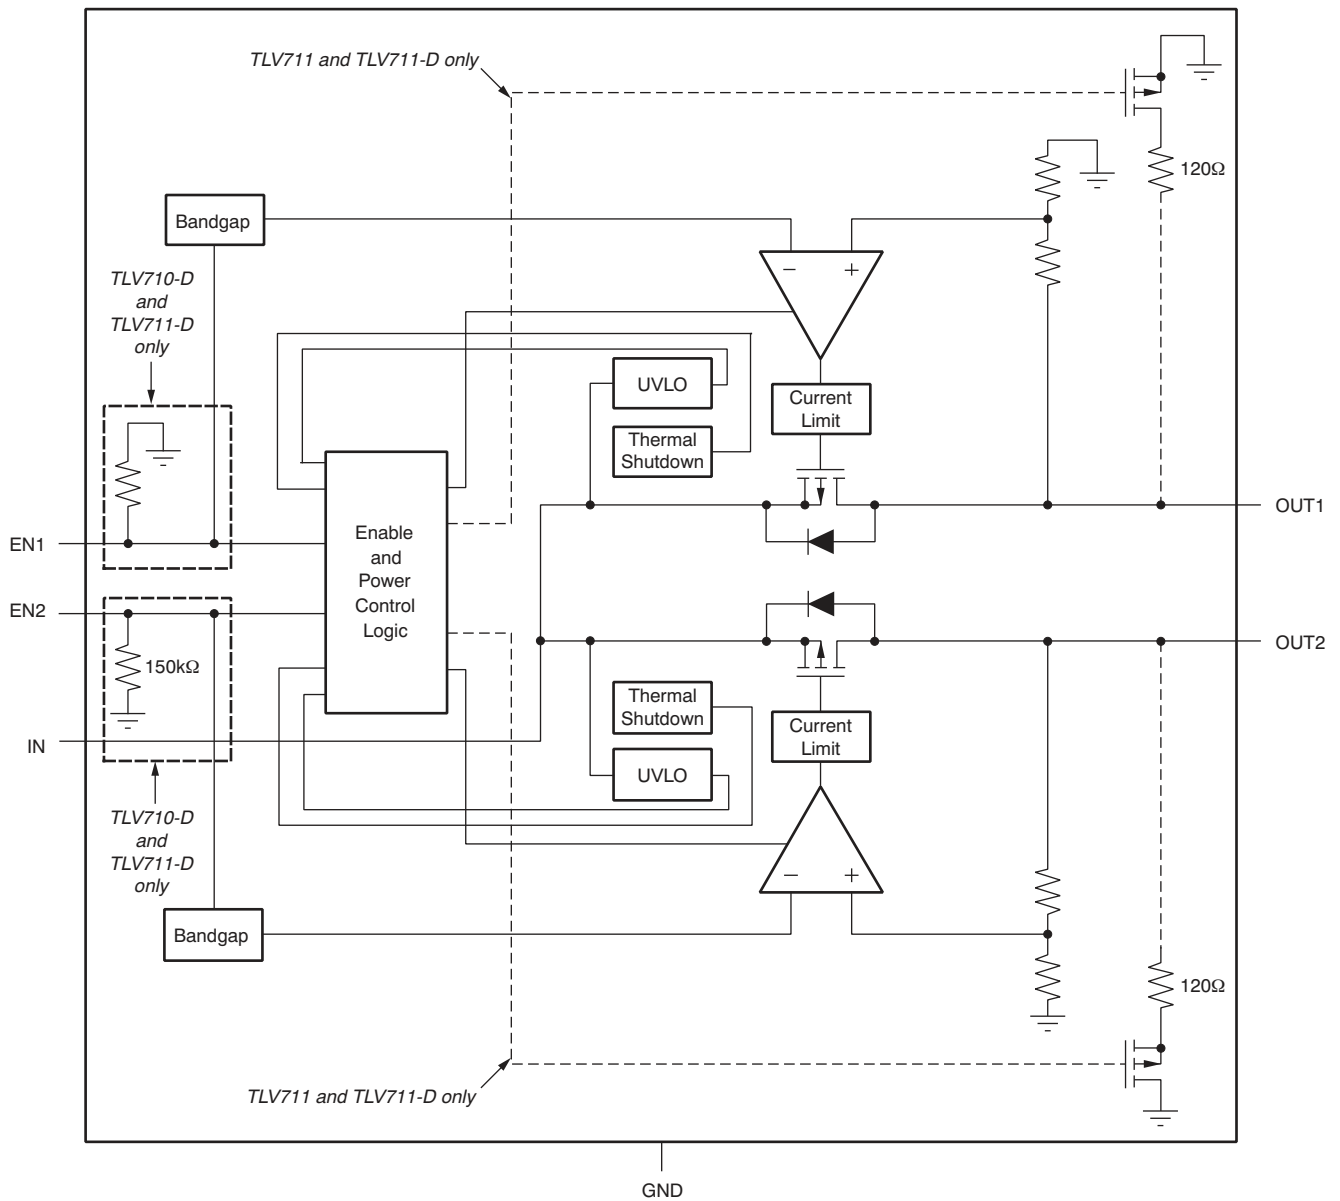 TLV711 and TLV711-D only
120Ω
Bandgap
−
+
TLV710-D
and
TLV711-D
only
UVLO
Current
Limit
Thermal
Shutdown
Enable
and
Power
Control
Logic
OUT1
EN1
EN2
OUT2
150kΩ
Thermal
Shutdown
Current
Limit
IN
UVLO
TLV710-D
and
TLV711-D
only
−
+
Bandgap
120Ω
TLV711 and TLV711-D only
GND